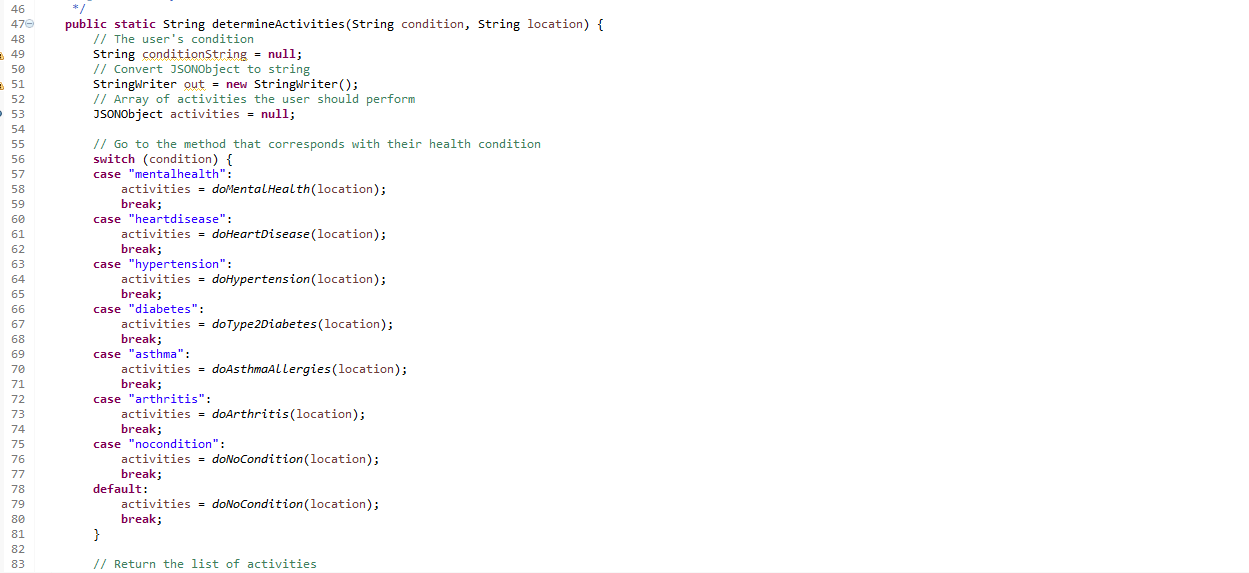 46 */
47 public static String determineActivities(String condition, String location) {
48 // The user's condition
49 String conditionString = null;
50 // Convert JSONObject to string
51 StringWriter out = new StringWriter();
52 // Array of activities the user should perform
53 JSONObject activities = null;
54
55 // Go to the method that corresponds with their health condition
56 switch (condition) {
57 case "mentalhealth":
58 activities = doMentalHealth(location);
59 break;
60 case "heartdisease":
61 activities = doHeartDisease(location);
62 break;
63 case "hypertension":
64 activities = doHypertension(location);
65 break;
66 case "diabetes":
67 activities = doType2Diabetes(location);
68 break;
69 case "asthma":
70 activities = doAsthmaAllergies(location);
71 break;
72 case "arthritis":
73 activities = doArthritis(location);
74 break;
75 case "nocondition":
76 activities = doNoCondition(location);
77 break;
78 default:
79 activities = doNoCondition(location);
80 break;
81 }
82
83 // Return the list of activities